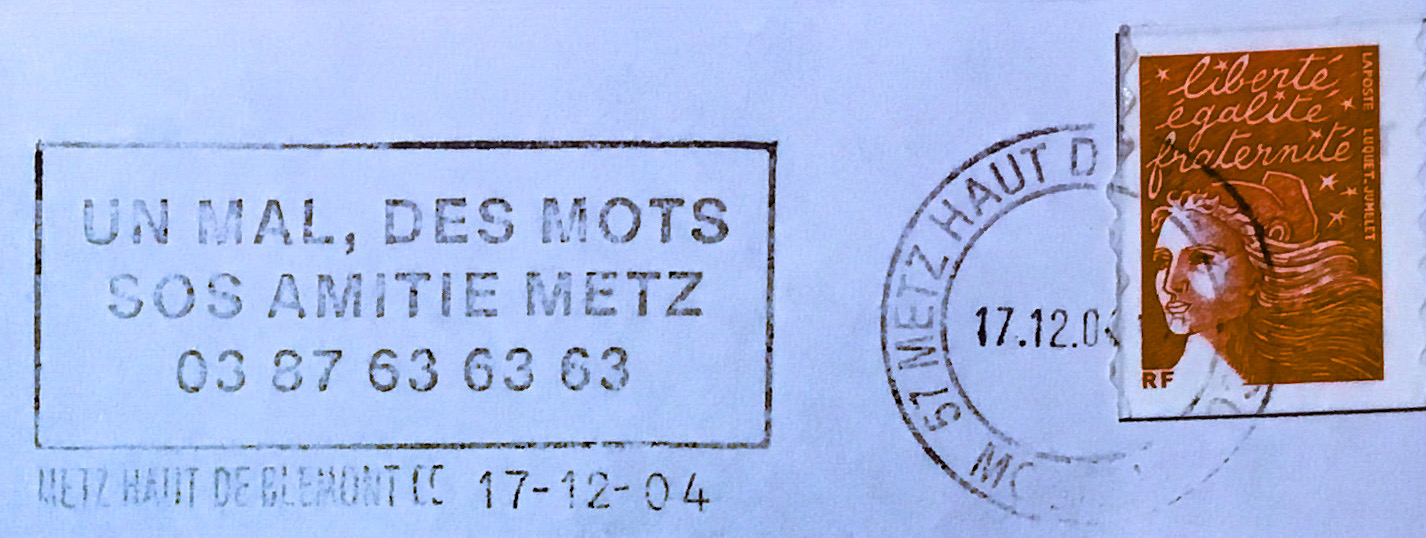 UN MAL, DES MOTS
SOS AMITIE METZ
03 87 63 63 63
METZ HAUT DE BLEMONT CC 17-12-04
57 METZ HAUT D
17.12.04
liberté
égalité
fraternité
LAPOSTE LUQUET-JUMELET
RF